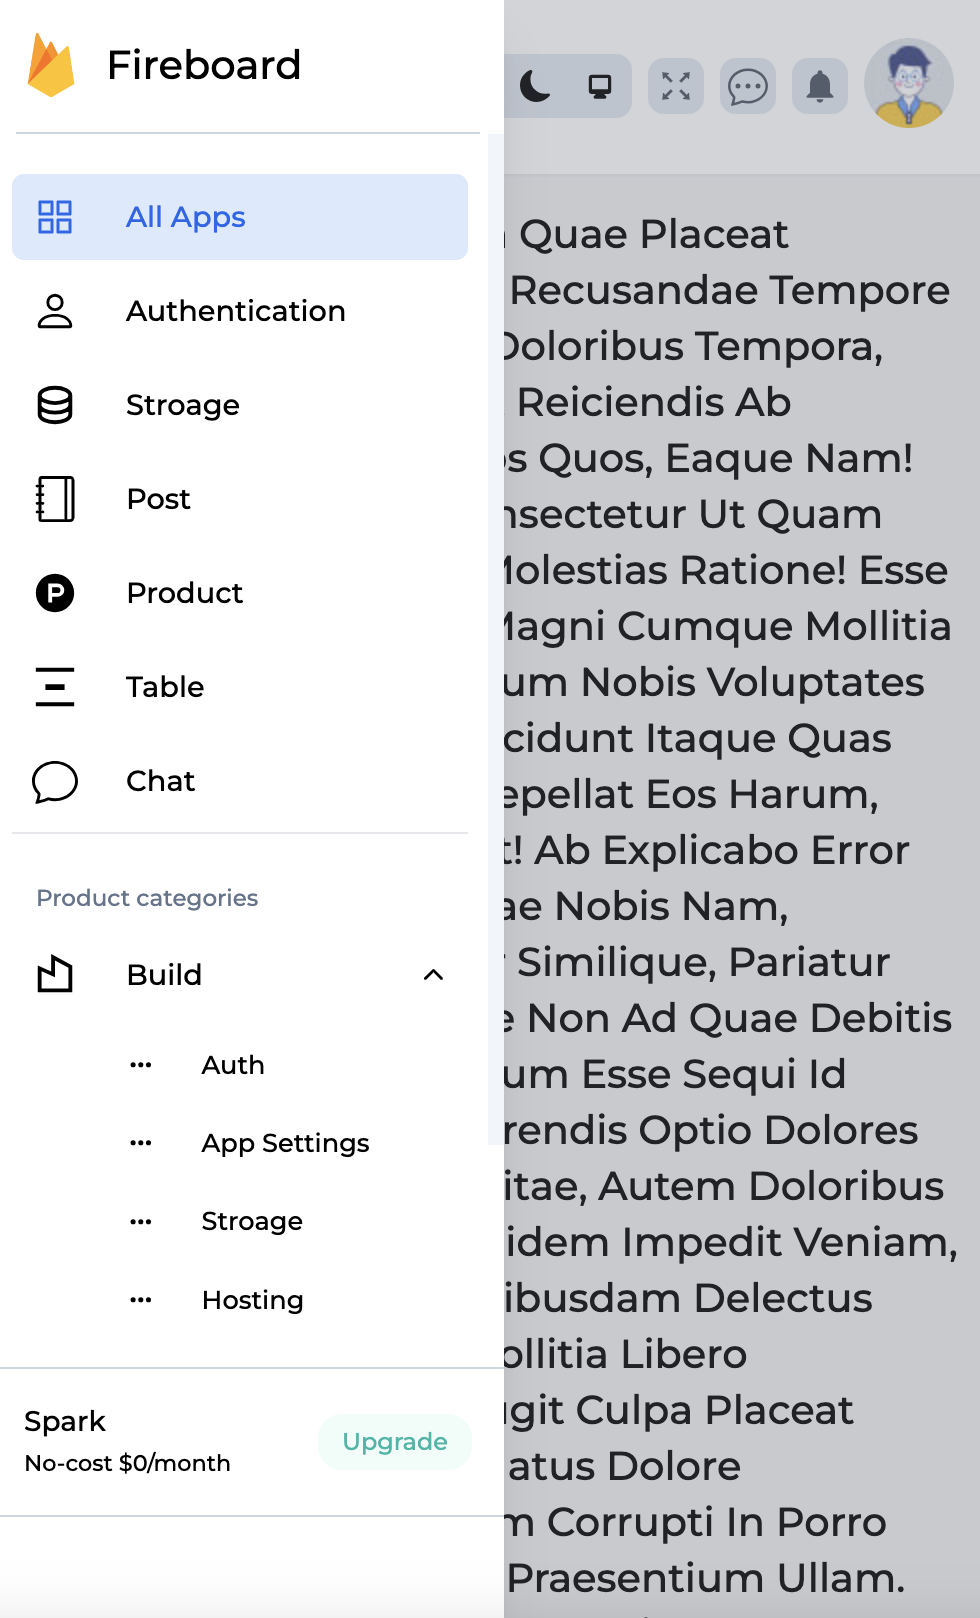 Fireboard
All Apps
Authentication
Stroage
Post
Product
Table
Chat
Product categories
Build
Auth
App Settings
Stroage
Hosting
Spark
No-cost $0/month
Upgrade
Quae Placeat
Recusandae Tempore
Doloribus Tempora,
Reiciendis Ab
Quos, Eaque Nam!
nsectetur Ut Quam
Molestias Ratione! Esse
Magni Cumque Mollitia
um Nobis Voluptates
cidunt Itaque Quas
epellat Eos Harum,
t! Ab Explicabo Error
ae Nobis Nam,
Similique, Pariatur
e Non Ad Quae Debitis
um Esse Sequi Id
rendis Optio Dolores
itae, Autem Doloribus
idem Impedit Veniam,
ibusdam Delectus
ollitia Libero
git Culpa Placeat
atus Dolore
m Corrupti In Porro
Praesentium Ullam.